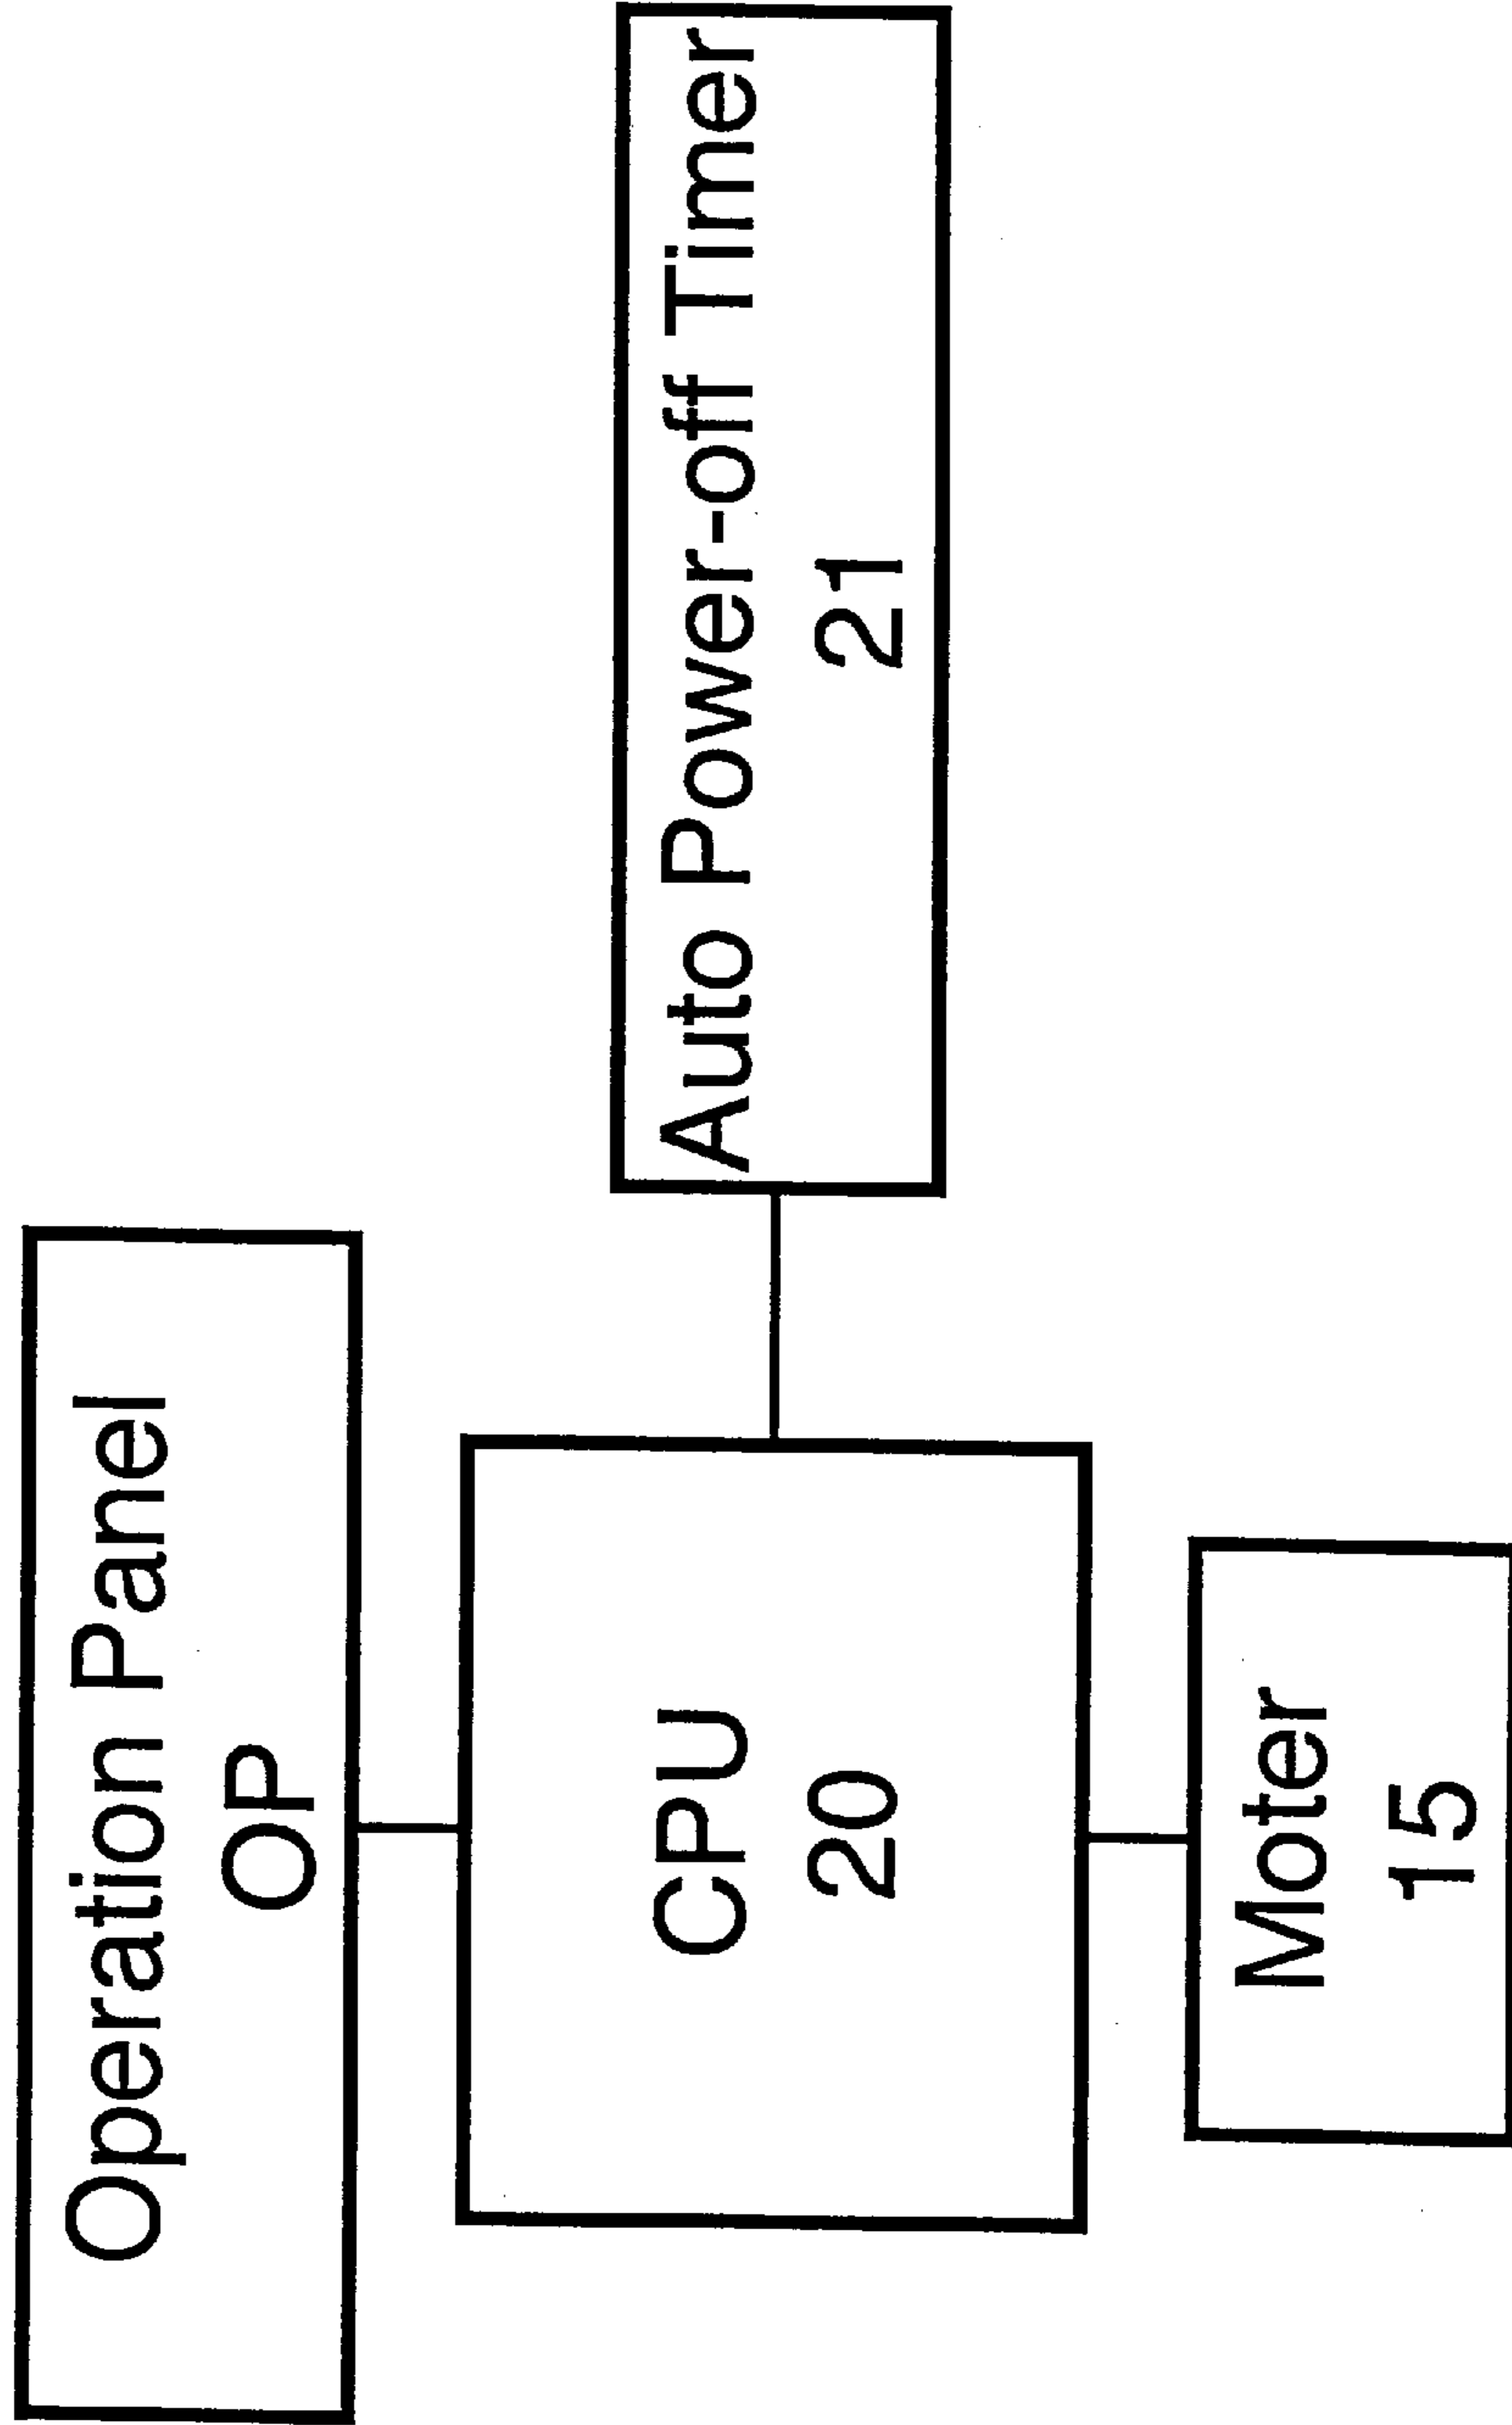 Operation Panel
OP
CPU
20
Auto Power-off Timer
21
Moter
15